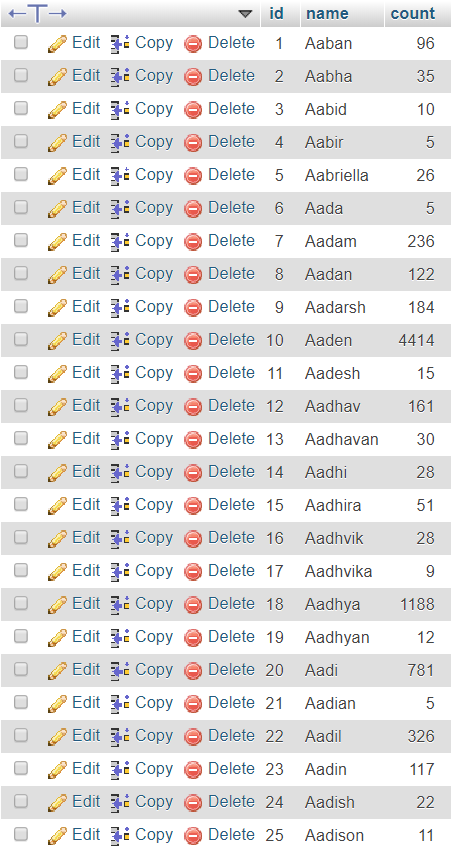 id name count
Edit Copy Delete 1 Aaban 96
Edit Copy Delete 2 Aabha 35
Edit Copy Delete 3 Aabid 10
Edit Copy Delete 4 Aabir 5
Edit Copy Delete 5 Aabriella 26
Edit Copy Delete 6 Aada 5
Edit Copy Delete 7 Aadam 236
Edit Copy Delete 8 Aadan 122
Edit Copy Delete 9 Aadarsh 184
Edit Copy Delete 10 Aaden 4414
Edit Copy Delete 11 Aadesh 15
Edit Copy Delete 12 Aadhav 161
Edit Copy Delete 13 Aadhavan 30
Edit Copy Delete 14 Aadhi 28
Edit Copy Delete 15 Aadhira 51
Edit Copy Delete 16 Aadhvik 28
Edit Copy Delete 17 Aadhvika 9
Edit Copy Delete 18 Aadhya 1188
Edit Copy Delete 19 Aadhyan 12
Edit Copy Delete 20 Aadi 781
Edit Copy Delete 21 Aadian 5
Edit Copy Delete 22 Aadil 326
Edit Copy Delete 23 Aadin 117
Edit Copy Delete 24 Aadish 22
Edit Copy Delete 25 Aadison 11